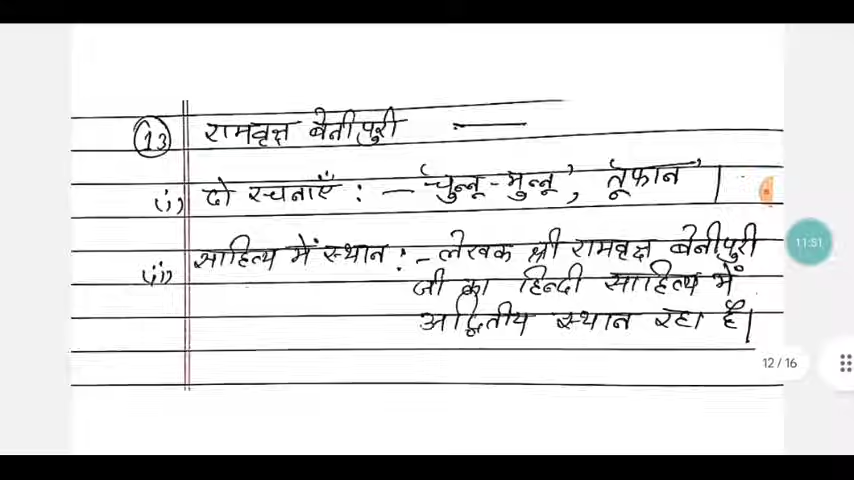 13 रामवृक्ष बेनीपुरी —
(i) दो रचनाएँ : – 'चुन्नू-मुन्नू', 'तूफान' |
(ii) साहित्य में स्थान : – लेखक श्री रामवृक्ष बेनीपुरी
जी का हिन्दी साहित्य में
अद्वितीय स्थान रहा है|
11:51
12 / 16